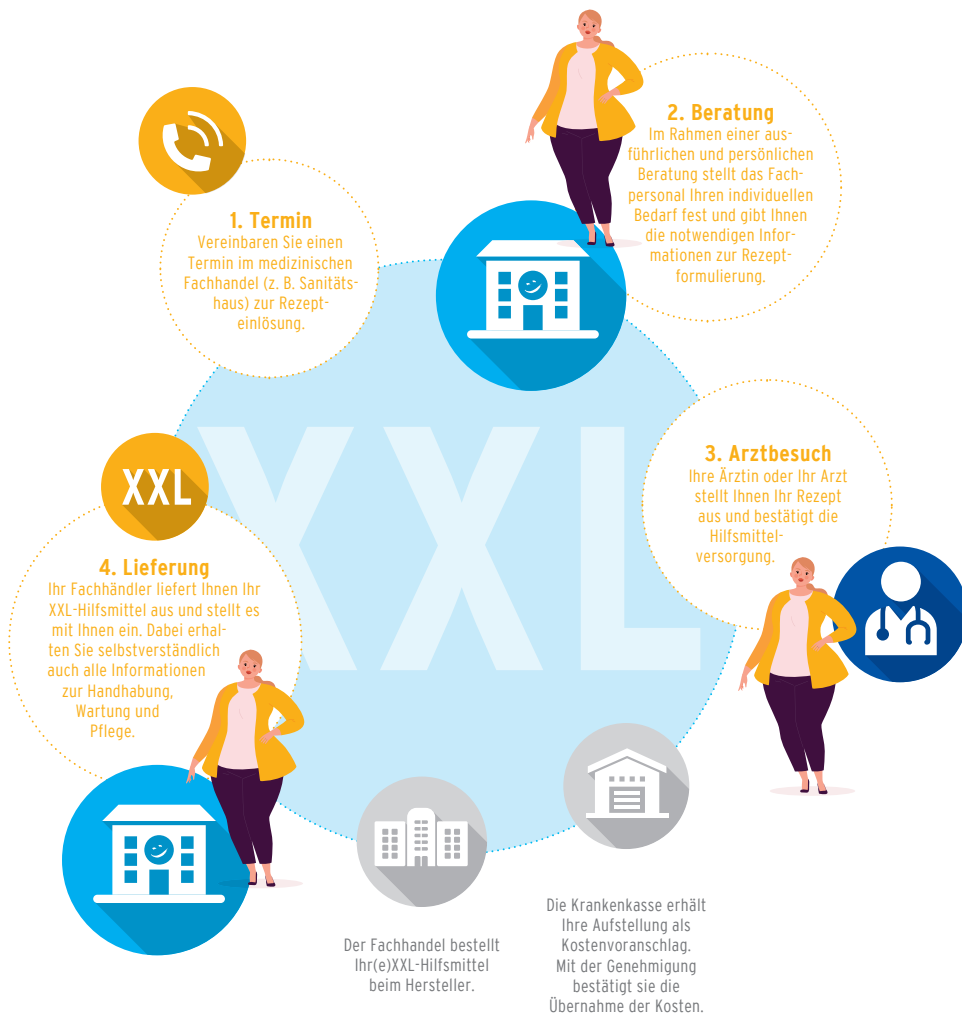 1. Termin
Vereinbaren Sie einen
Termin im medizinischen
Fachhandel (z. B. Sanitäts-
haus) zur Rezept-
einlösung.
2. Beratung
Im Rahmen einer aus-
führlichen und persönlichen
Beratung stellt das Fach-
personal Ihren individuellen
Bedarf fest und gibt Ihnen
die notwendigen Infor-
mationen zur Rezept-
formulierung.
3. Arztbesuch
Ihre Ärztin oder Ihr Arzt
stellt Ihnen Ihr Rezept
aus und bestätigt die
Hilfsmittel-
versorgung.
XXL
XXL
4. Lieferung
Ihr Fachhändler liefert Ihnen Ihr
XXL-Hilfsmittel aus und stellt es
mit Ihnen ein. Dabei erhal-
ten Sie selbstverständlich
auch alle Informationen
zur Handhabung,
Wartung und
Pflege.
Der Fachhandel bestellt
Ihr(e)XXL-Hilfsmittel
beim Hersteller.
Die Krankenkasse erhält
Ihre Aufstellung als
Kostenvoranschlag.
Mit der Genehmigung
bestätigt sie die
Übernahme der Kosten.